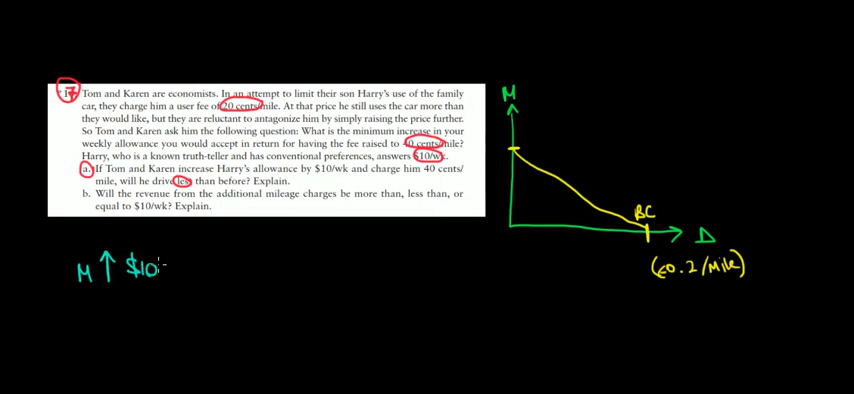 17 Tom and Karen are economists. In an attempt to limit their son Harry's use of the family
car, they charge him a user fee of 20 cents/mile. At that price he still uses the car more than
they would like, but they are reluctant to antagonize him by simply raising the price further.
So Tom and Karen ask him the following question: What is the minimum increase in your
weekly allowance you would accept in return for having the fee raised to 40 cents/mile?
Harry, who is a known truth-teller and has conventional preferences, answers $10/wk.
a. If Tom and Karen increase Harry's allowance by $10/wk and charge him 40 cents/
mile, will he drive less than before? Explain.
b. Will the revenue from the additional mileage charges be more than, less than, or
equal to $10/wk? Explain.
M
BC
D
(€0.2/Mile)
M ↑ $10